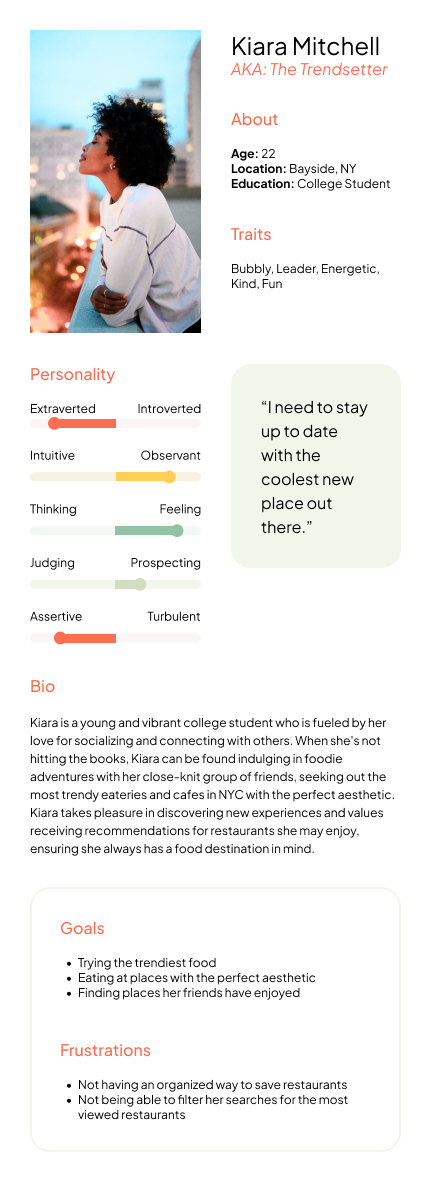 Kiara Mitchell
AKA: The Trendsetter
About
Age: 22
Location: Bayside, NY
Education: College Student
Traits
Bubbly, Leader, Energetic,
Kind, Fun
Personality
Extraverted Introverted
Intuitive Observant
Thinking Feeling
Judging Prospecting
Assertive Turbulent
“I need to stay
up to date
with the
coolest new
place out
there.”
Bio
Kiara is a young and vibrant college student who is fueled by her
love for socializing and connecting with others. When she's not
hitting the books, Kiara can be found indulging in foodie
adventures with her close-knit group of friends, seeking out the
most trendy eateries and cafes in NYC with the perfect aesthetic.
Kiara takes pleasure in discovering new experiences and values
receiving recommendations for restaurants she may enjoy,
ensuring she always has a food destination in mind.
Goals
• Trying the trendiest food
• Eating at places with the perfect aesthetic
• Finding places her friends have enjoyed
Frustrations
• Not having an organized way to save restaurants
• Not being able to filter her searches for the most
viewed restaurants